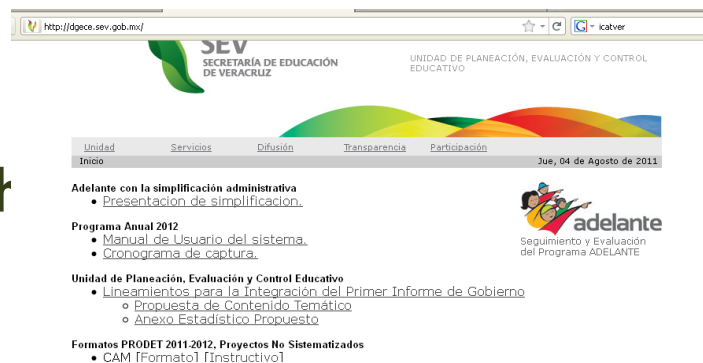 http://dgece.sev.gob.mx/
icatver
SEV
SECRETARÍA DE EDUCACIÓN
DE VERACRUZ
UNIDAD DE PLANEACIÓN, EVALUACIÓN Y CONTROL
EDUCATIVO
Unidad Servicios Difusión Transparencia Participación
Inicio Jue, 04 de Agosto de 2011
Adelante con la simplificación administrativa
• Presentacion de simplificacion.
Programa Anual 2012
• Manual de Usuario del sistema.
• Cronograma de captura.
adelante
Seguimiento y Evaluación
del Programa ADELANTE
Unidad de Planeación, Evaluación y Control Educativo
• Lineamientos para la Integración del Primer Informe de Gobierno
○ Propuesta de Contenido Temático
○ Anexo Estadístico Propuesto
Formatos PRODET 2011-2012, Proyectos No Sistematizados
• CAM [Formato] [Instructivo]